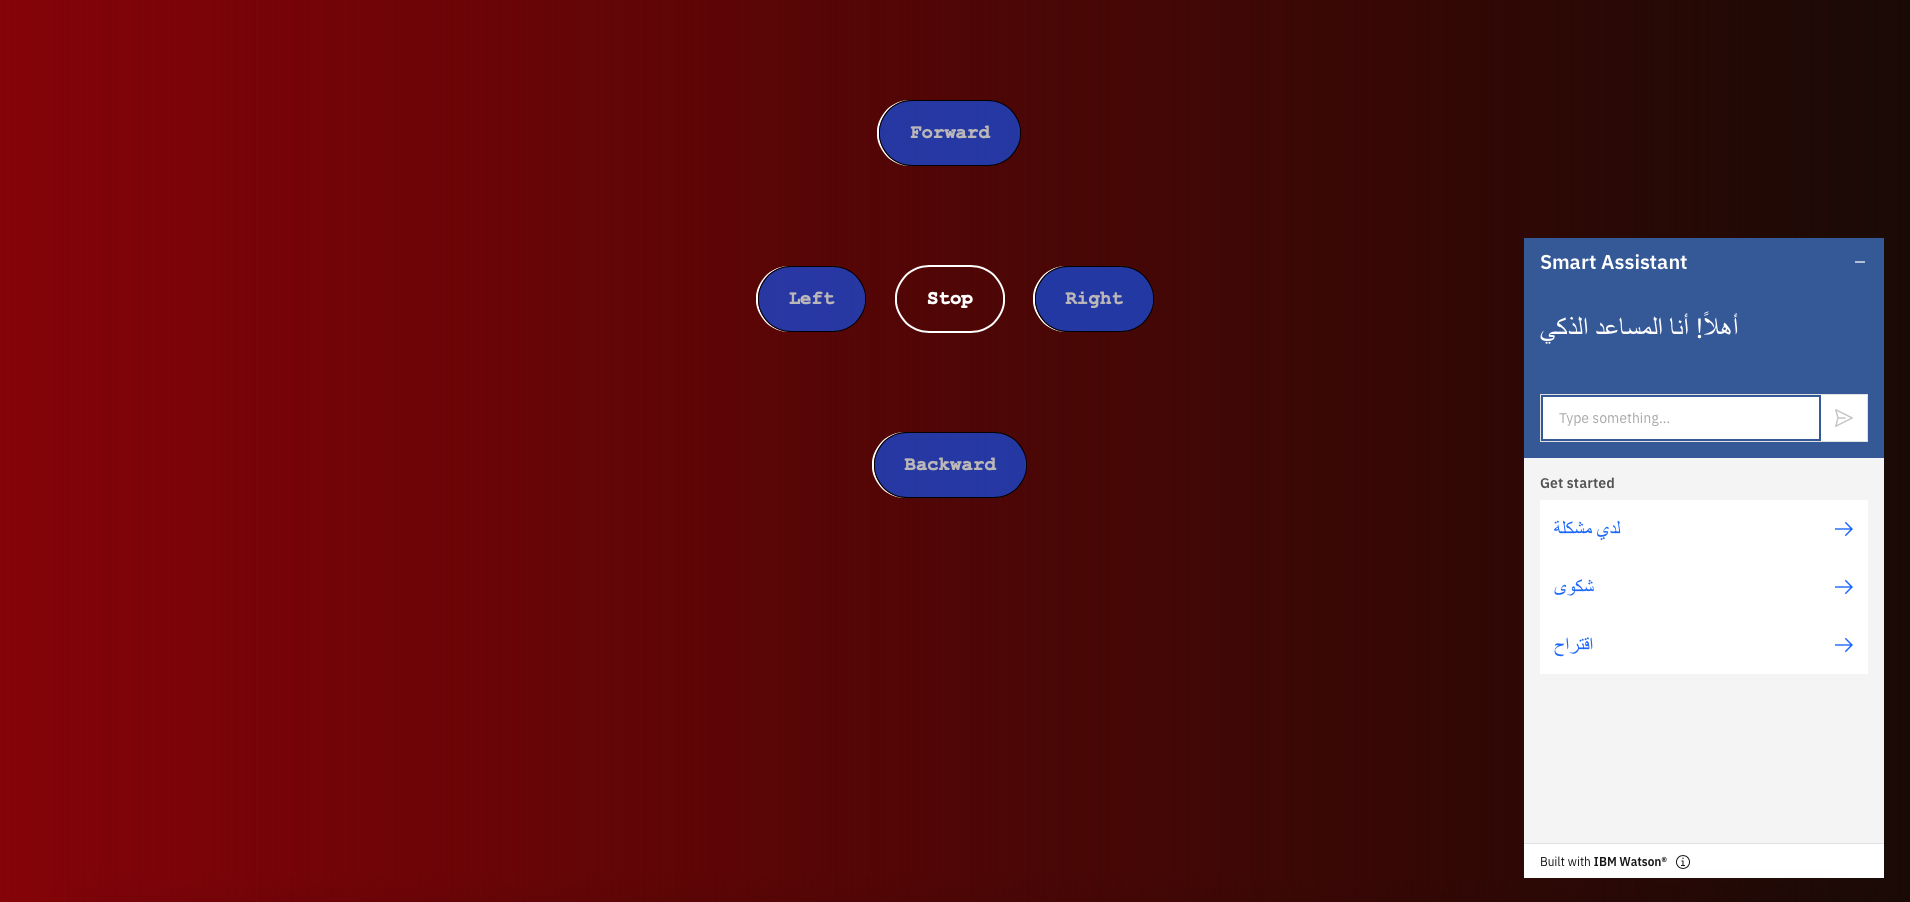 Forward
Left
Stop
Right
Backward
Smart Assistant
أهلاً! أنا المساعد الذكي
Type something...
Get started
لدي مشكلة
شكوى
اقتراح
Built with IBM Watson®